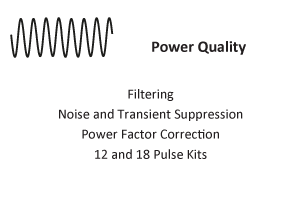 Power Quality
Filtering
Noise and Transient Suppression
Power Factor Correction
12 and 18 Pulse Kits